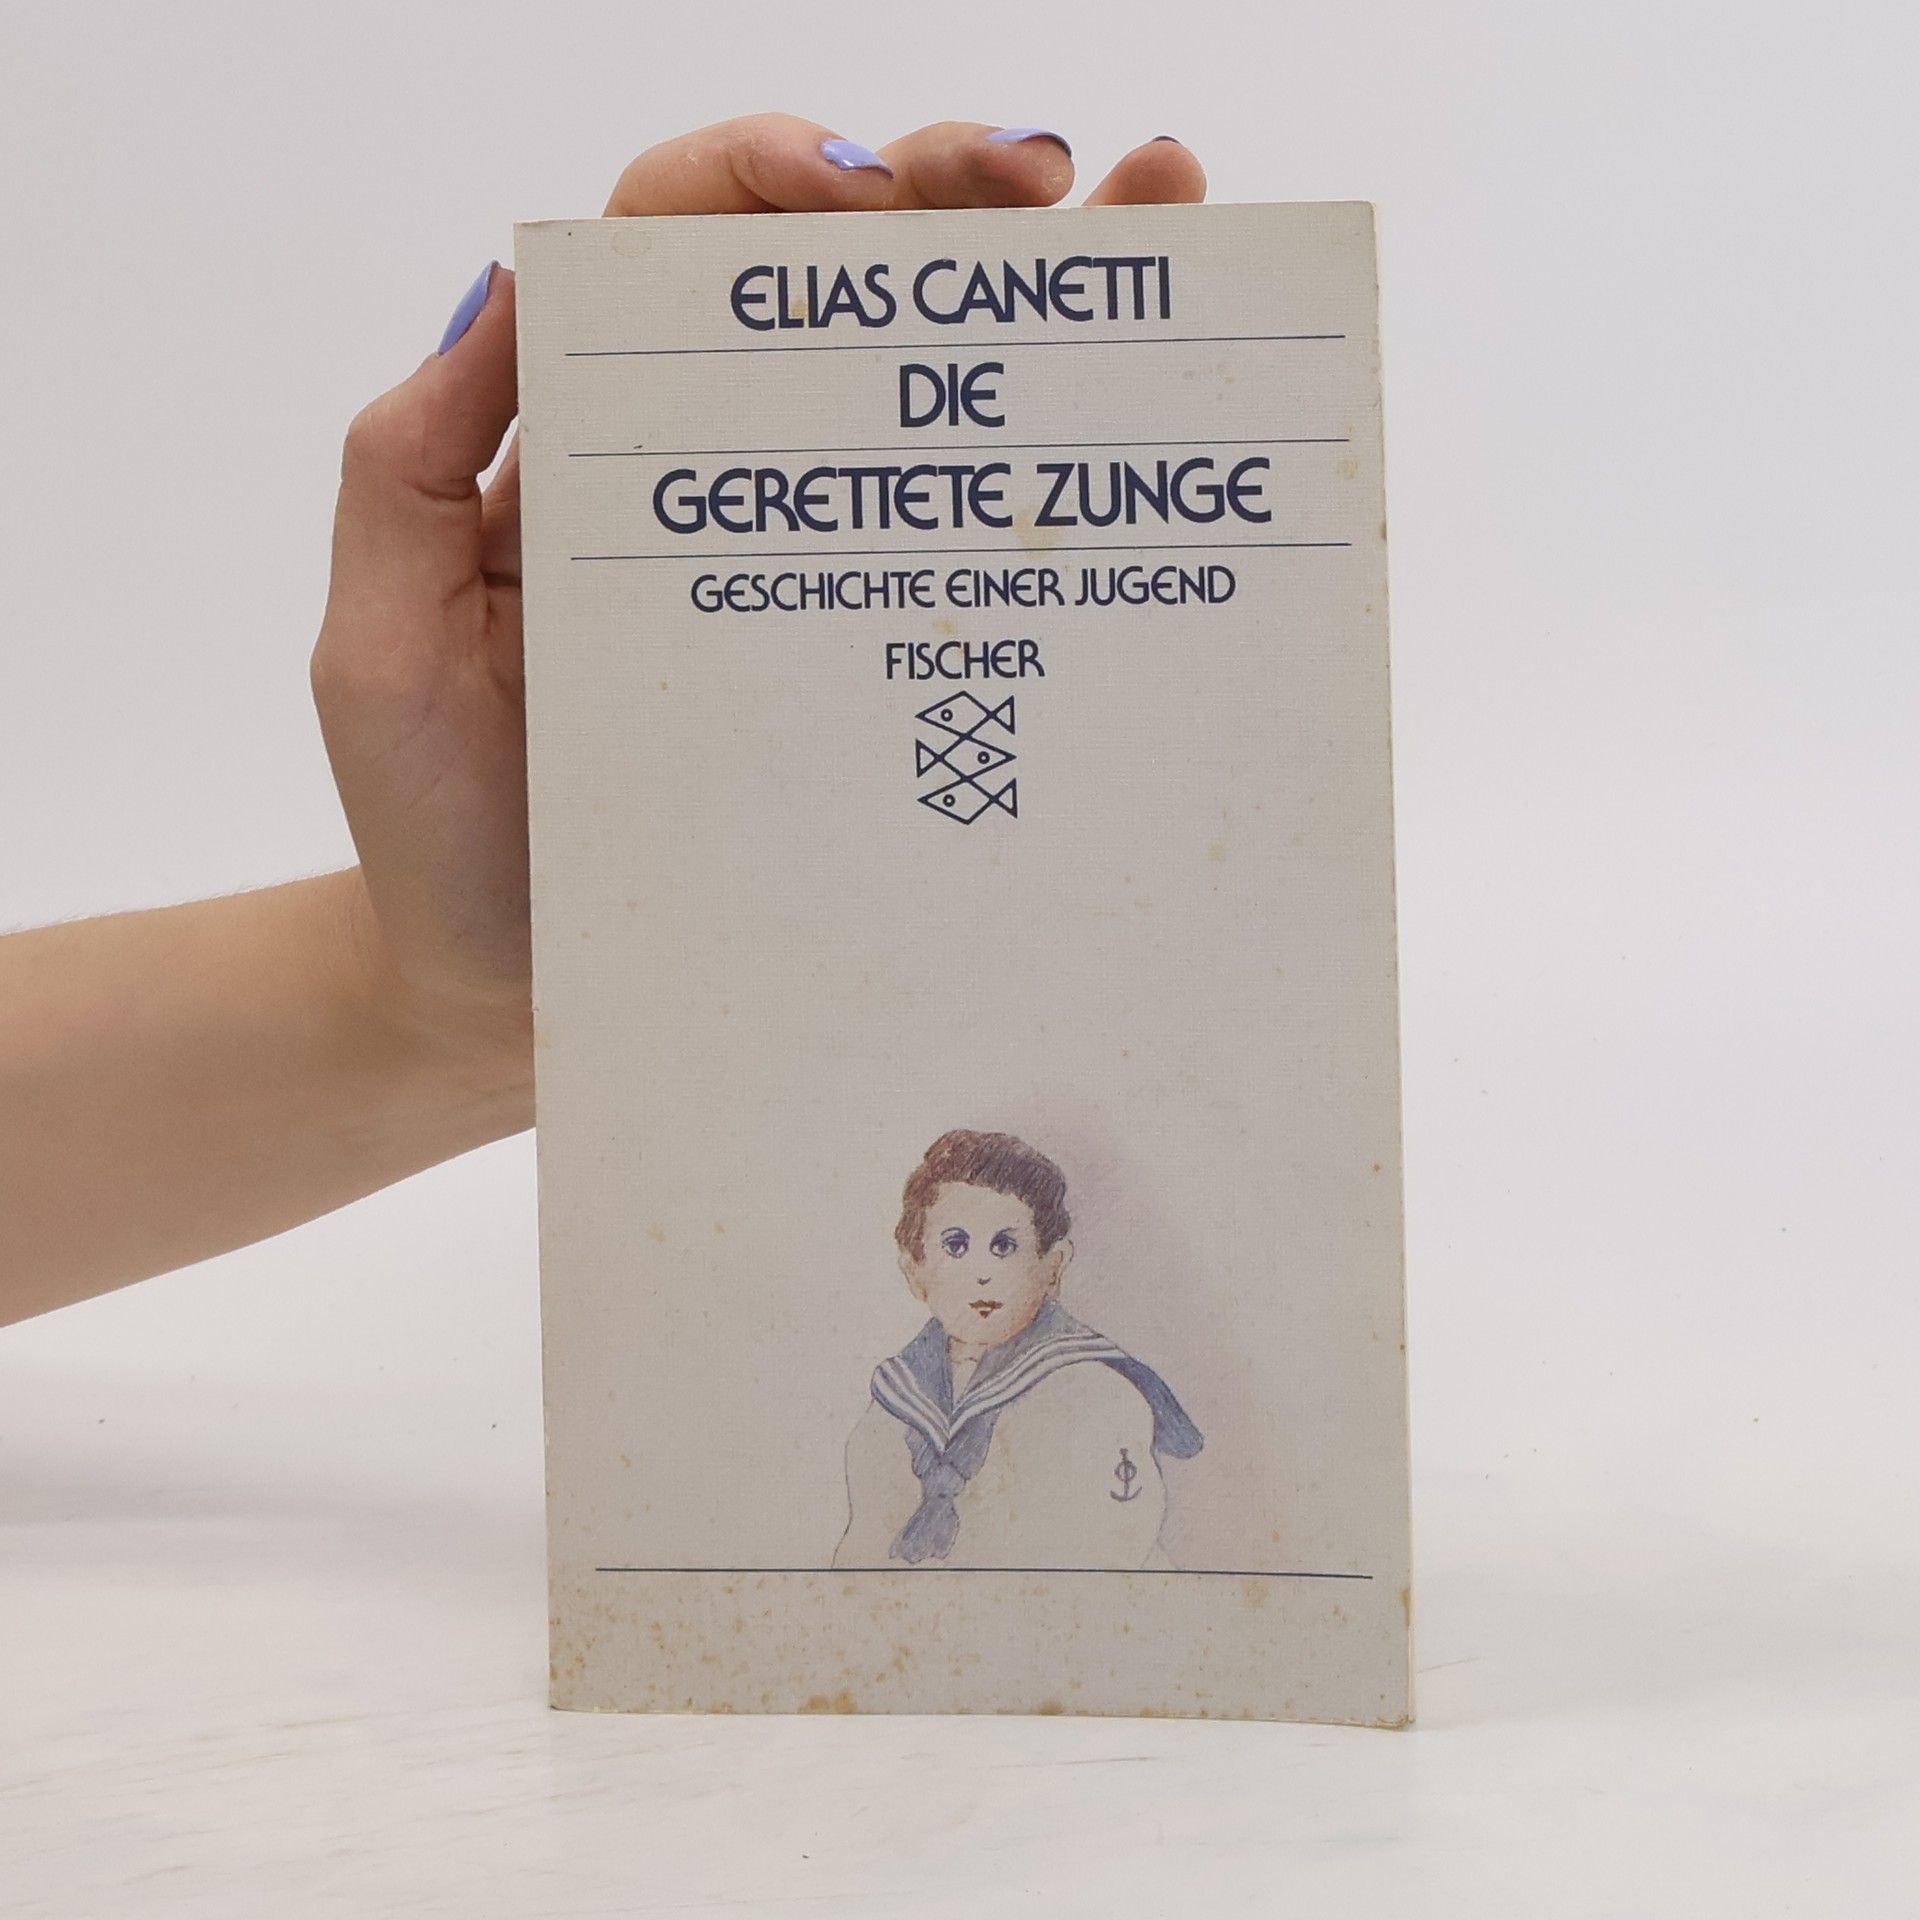 ELIAS CANETTI
DIE
GERETTETE ZUNGE
GESCHICHTE EINER JUGEND
FISCHER